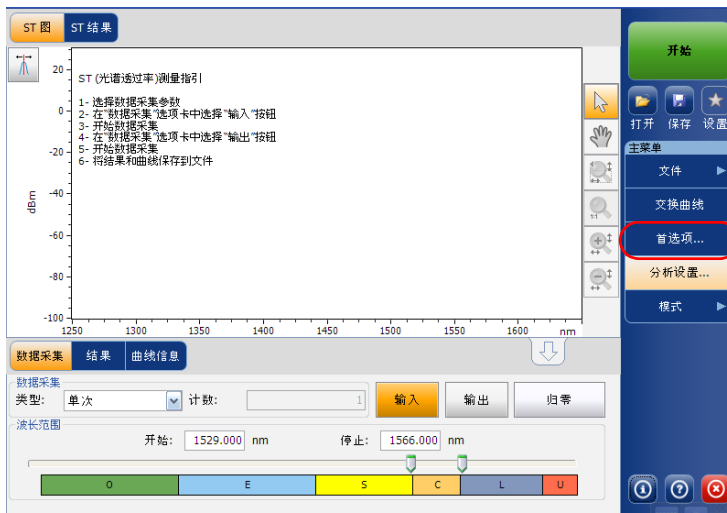 ST 图 ST 结果
ST (光谱透过率)测量指引
1- 选择数据采集参数
2- 在“数据采集”选项卡中选择“输入”按钮
3- 开始数据采集
4- 在“数据采集”选项卡中选择“输出”按钮
5- 开始数据采集
6- 将结果和曲线保存到文件
20
0
-20
-40
-60
-80
-100
dBm
1250 1300 1350 1400 1450 1500 1550 1600 nm
1:1
开始
打开 保存 设置
主菜单
文件
交换曲线
首选项...
分析设置...
模式
数据采集 结果 曲线信息
数据采集
类型: 单次 计数: 1 输入 输出 归零
波长范围
开始: 1529.000 nm 停止: 1566.000 nm
O E S C L U